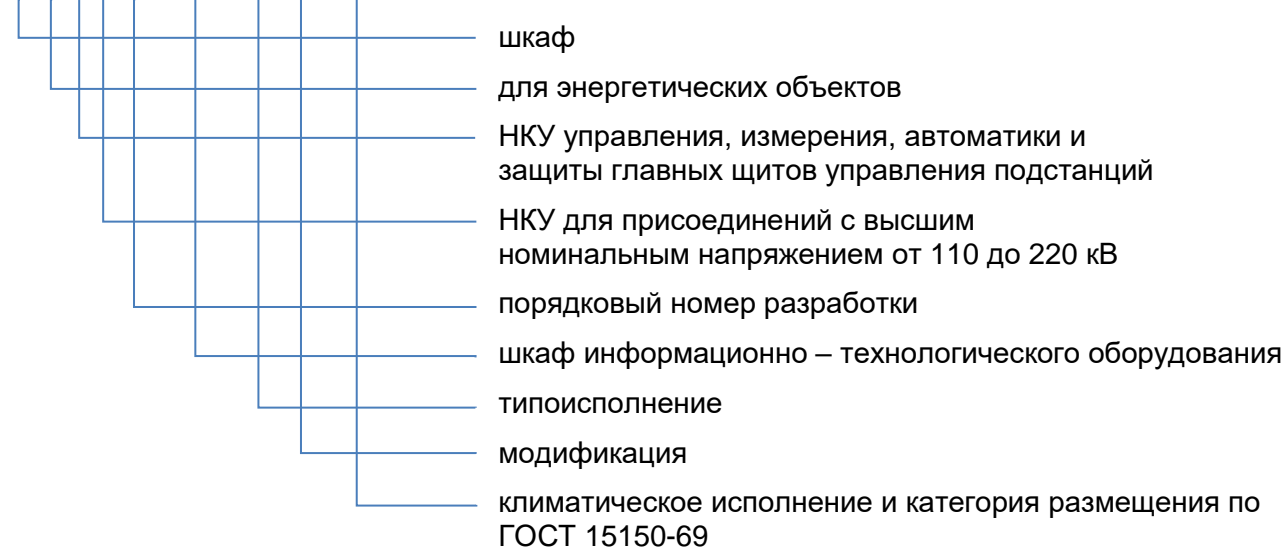 шкаф
для энергетических объектов
НКУ управления, измерения, автоматики и
защиты главных щитов управления подстанций
НКУ для присоединений с высшим
номинальным напряжением от 110 до 220 кВ
порядковый номер разработки
шкаф информационно – технологического оборудования
типоисполнение
модификация
климатическое исполнение и категория размещения по
ГОСТ 15150-69